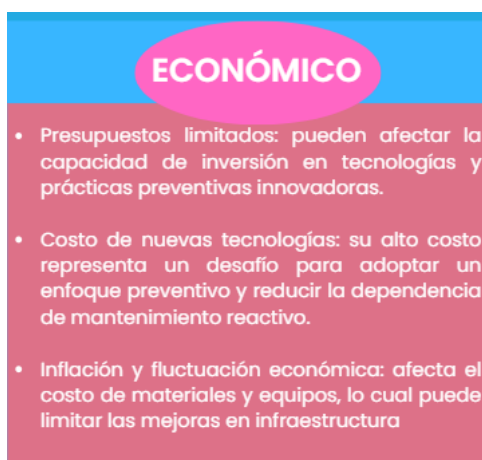 ECONÓMICO
• Presupuestos limitados: pueden afectar la
capacidad de inversión en tecnologías y
prácticas preventivas innovadoras.
• Costo de nuevas tecnologías: su alto costo
representa un desafío para adoptar un
enfoque preventivo y reducir la dependencia
de mantenimiento reactivo.
• Inflación y fluctuación económica: afecta el
costo de materiales y equipos, lo cual puede
limitar las mejoras en infraestructura